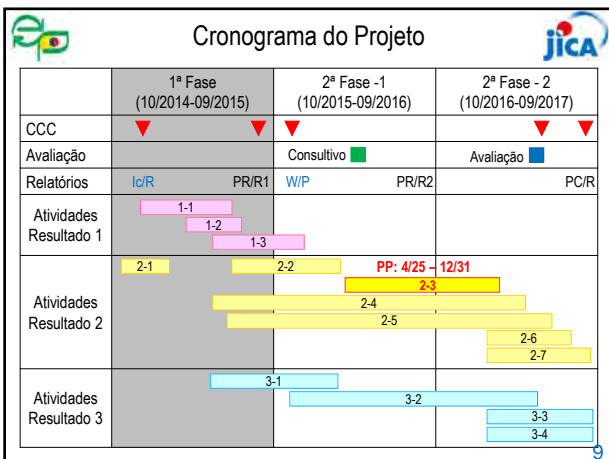 Cronograma do Projeto
jica
1ª Fase
(10/2014-09/2015)
2ª Fase -1
(10/2015-09/2016)
2ª Fase - 2
(10/2016-09/2017)
CCC
Avaliação
Consultivo
Avaliação
Relatórios
Ic/R
PR/R1
W/P
PR/R2
PC/R
Atividades
Resultado 1
1-1
1-2
1-3
Atividades
Resultado 2
2-1
2-2
PP: 4/25 – 12/31
2-3
2-4
2-5
2-6
2-7
Atividades
Resultado 3
3-1
3-2
3-3
3-4
9